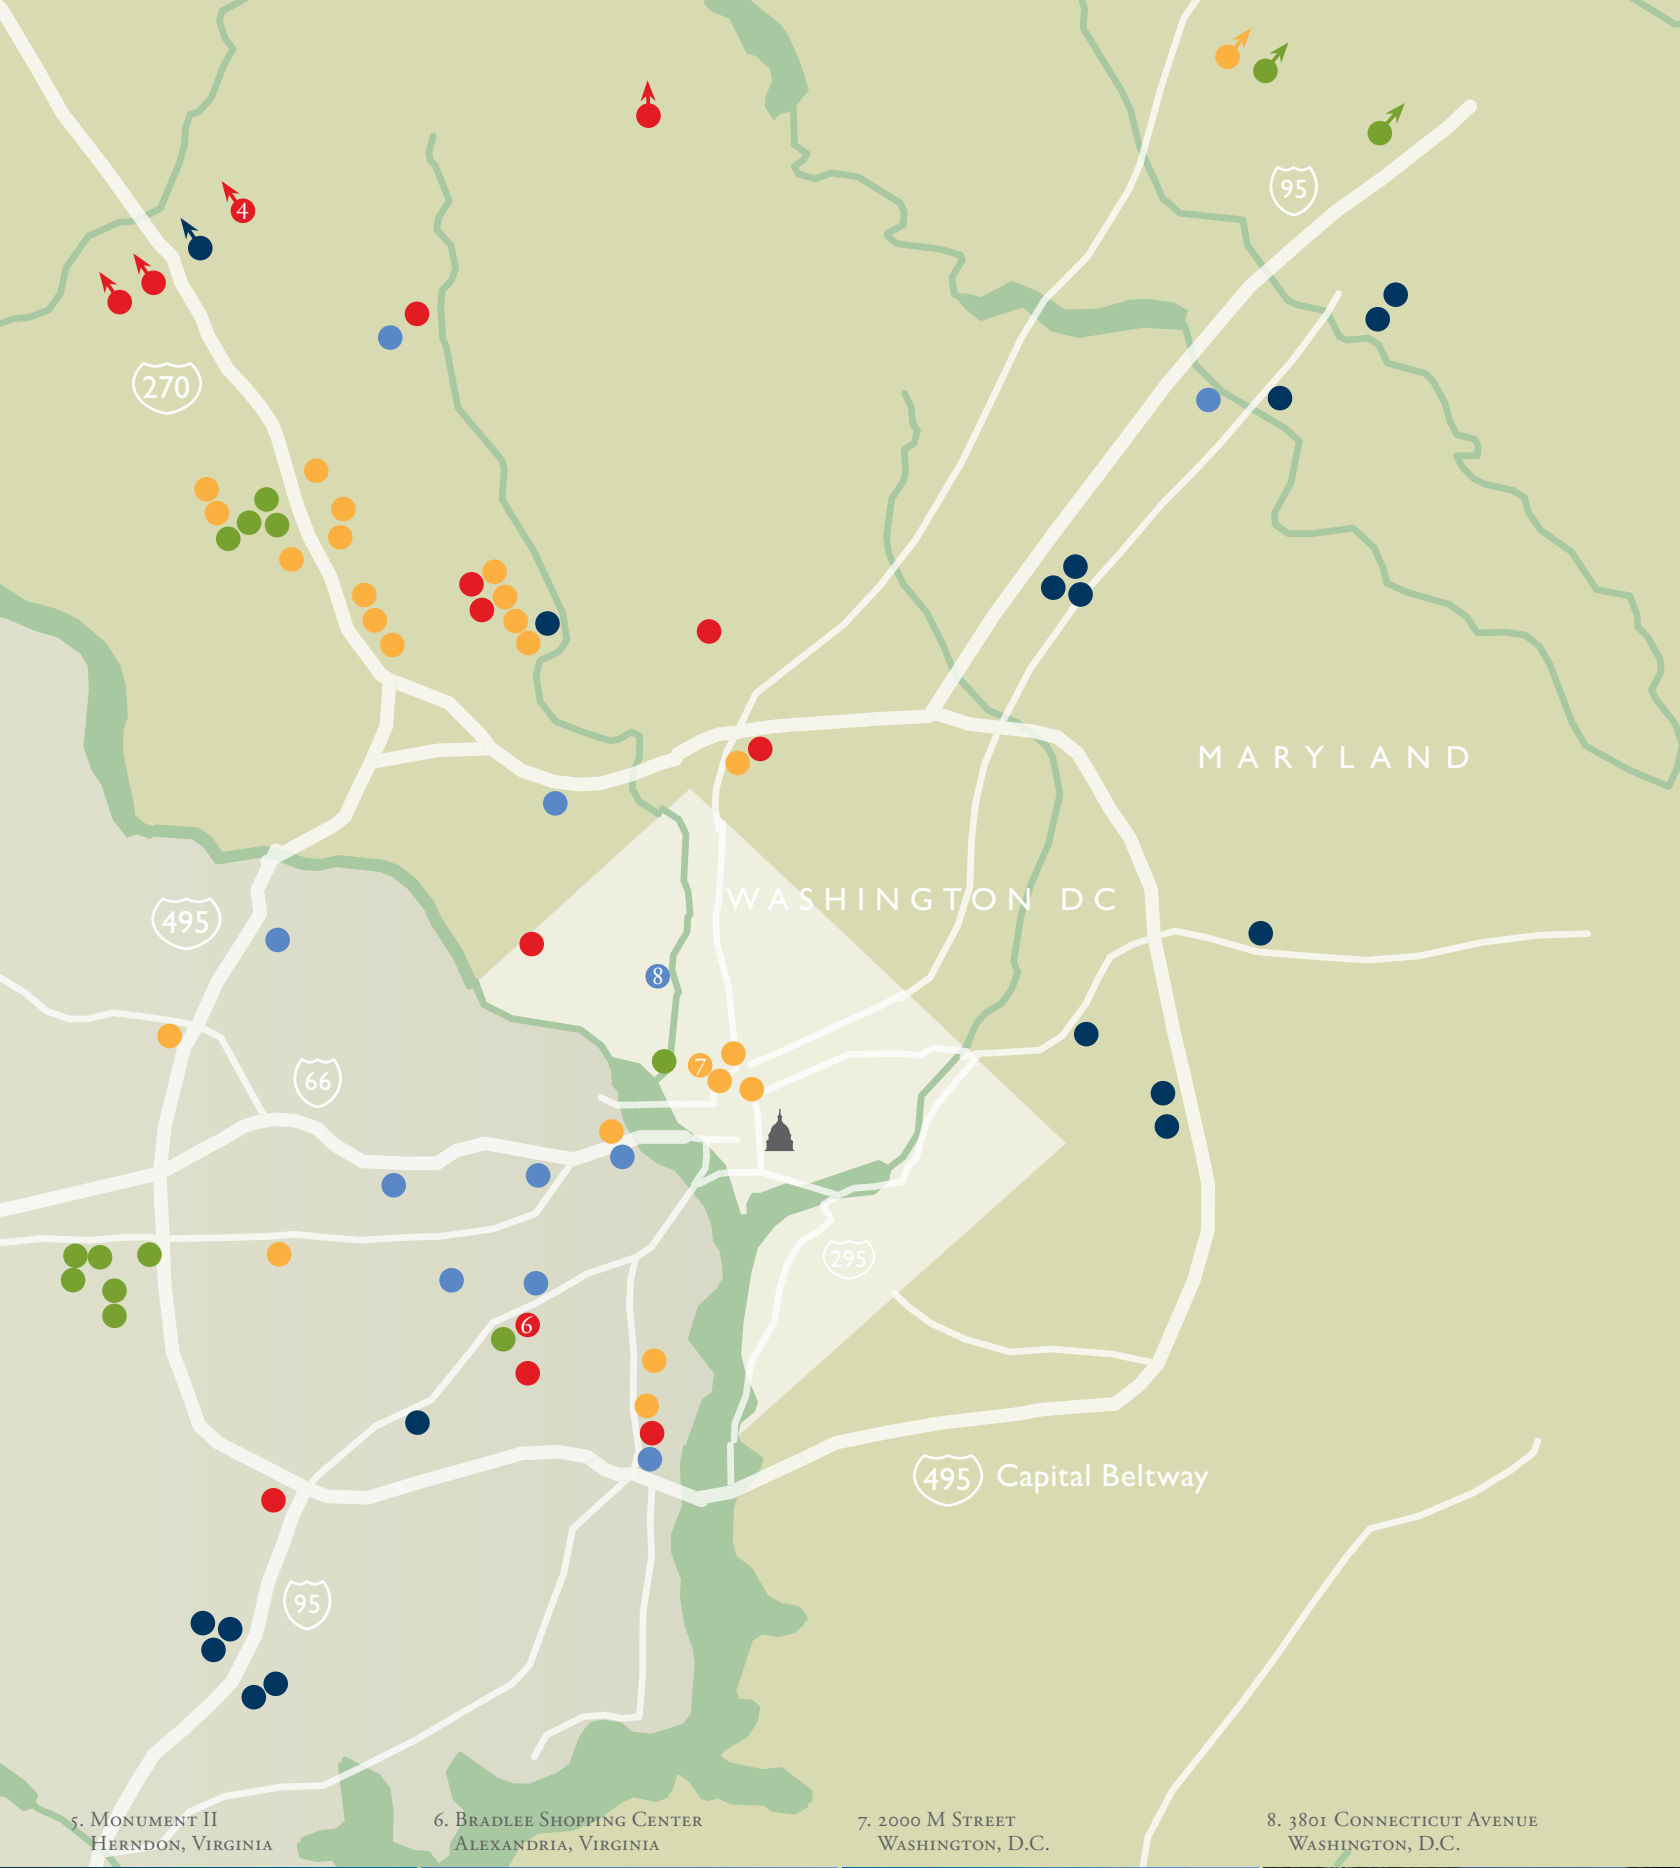 95
4
270
MARYLAND
WASHINGTON DC
495
8
7
66
295
6
495 Capital Beltway
95
5. Monument II
Herndon, Virginia
6. Bradlee Shopping Center
Alexandria, Virginia
7. 2000 M Street
Washington, D.C.
8. 3801 Connecticut Avenue
Washington, D.C.